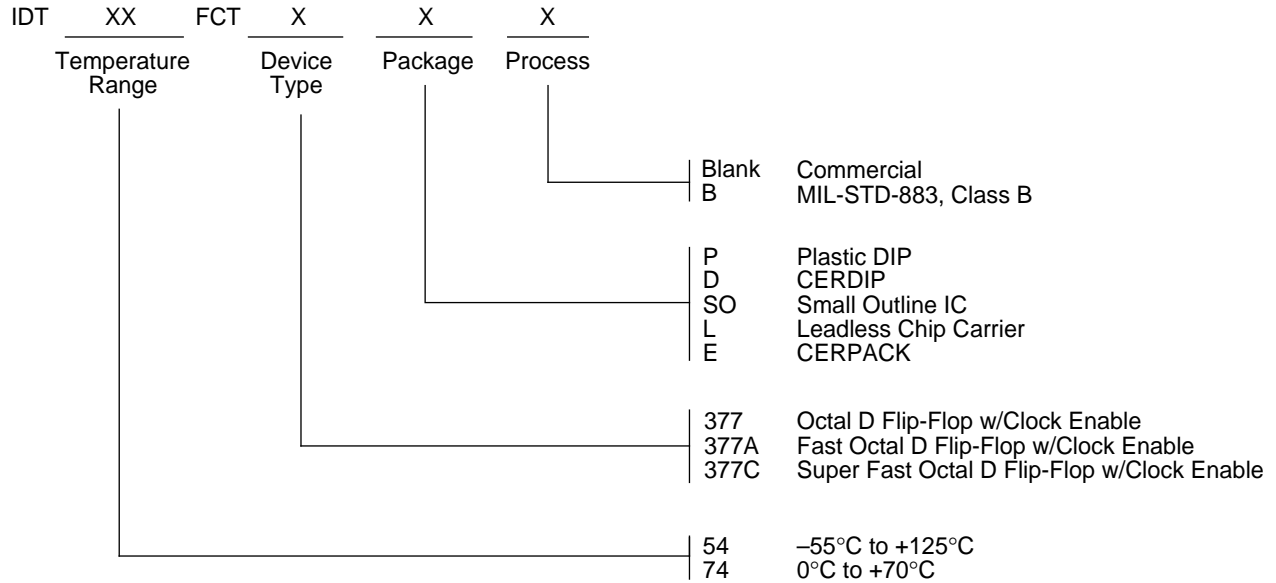 IDT XX FCT X X X
Temperature Range Device Type Package Process
Blank Commercial
B MIL-STD-883, Class B
P Plastic DIP
D CERDIP
SO Small Outline IC
L Leadless Chip Carrier
E CERPACK
377 Octal D Flip-Flop w/Clock Enable
377A Fast Octal D Flip-Flop w/Clock Enable
377C Super Fast Octal D Flip-Flop w/Clock Enable
54 –55°C to +125°C
74 0°C to +70°C